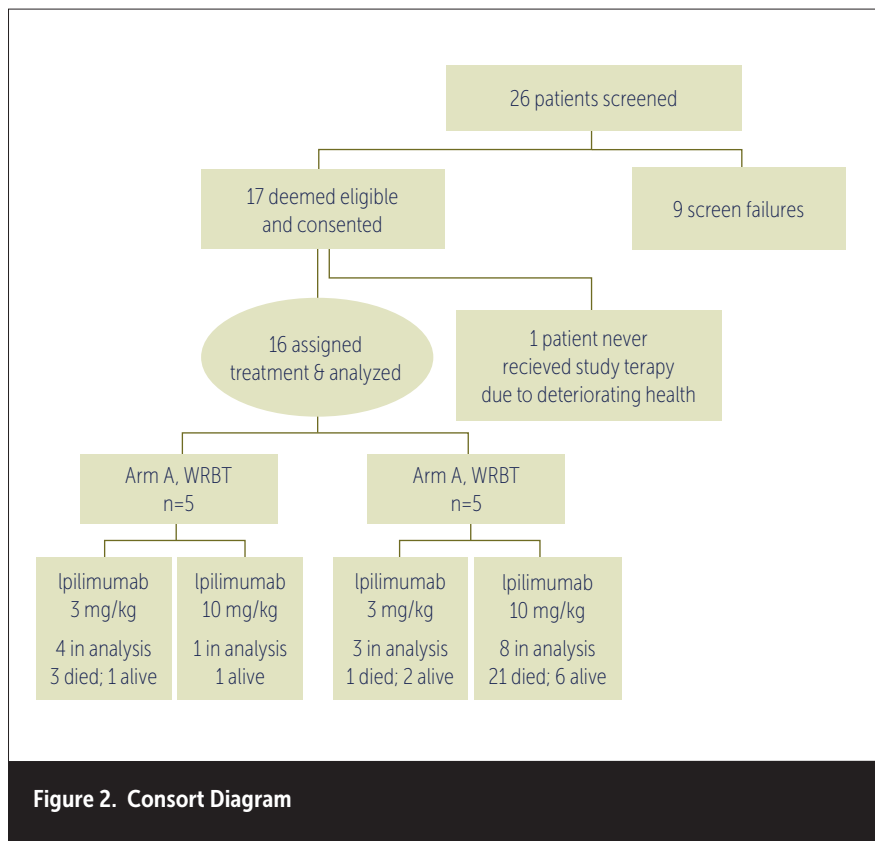 26 patients screened
17 deemed eligible
and consented
9 screen failures
16 assigned
treatment & analyzed
1 patient never
recieved study terapy
due to deteriorating health
Arm A, WRBT
n=5
Arm A, WRBT
n=5
Ipilimumab
3 mg/kg
4 in analysis
3 died; 1 alive
Ipilimumab
10 mg/kg
1 in analysis
1 alive
Ipilimumab
3 mg/kg
3 in analysis
1 died; 2 alive
Ipilimumab
10 mg/kg
8 in analysis
21 died; 6 alive
Figure 2. Consort Diagram